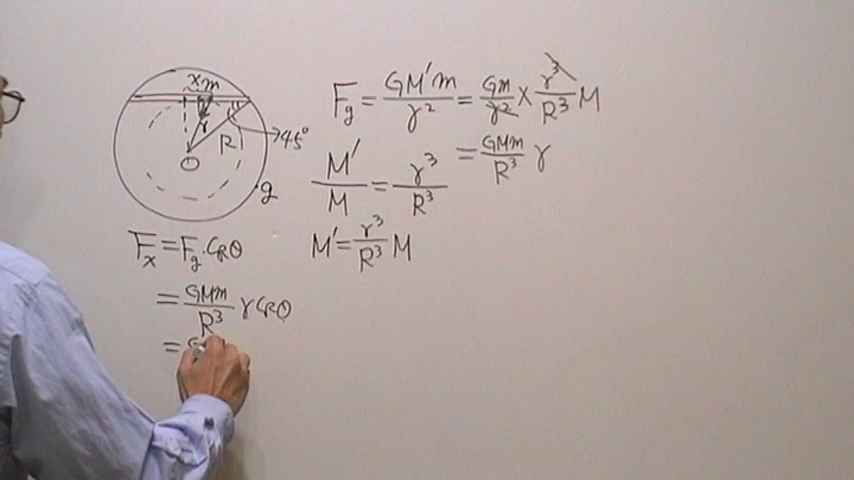 x m
r
R
45°
O
g
F_g = GM'm/r² = Gm/r² × r³/R³ M
= GMm/R³ r
M'/M = r³/R³
M' = r³/R³ M
F_x = F_g · cosθ
= GMm/R³ r cosθ
= G